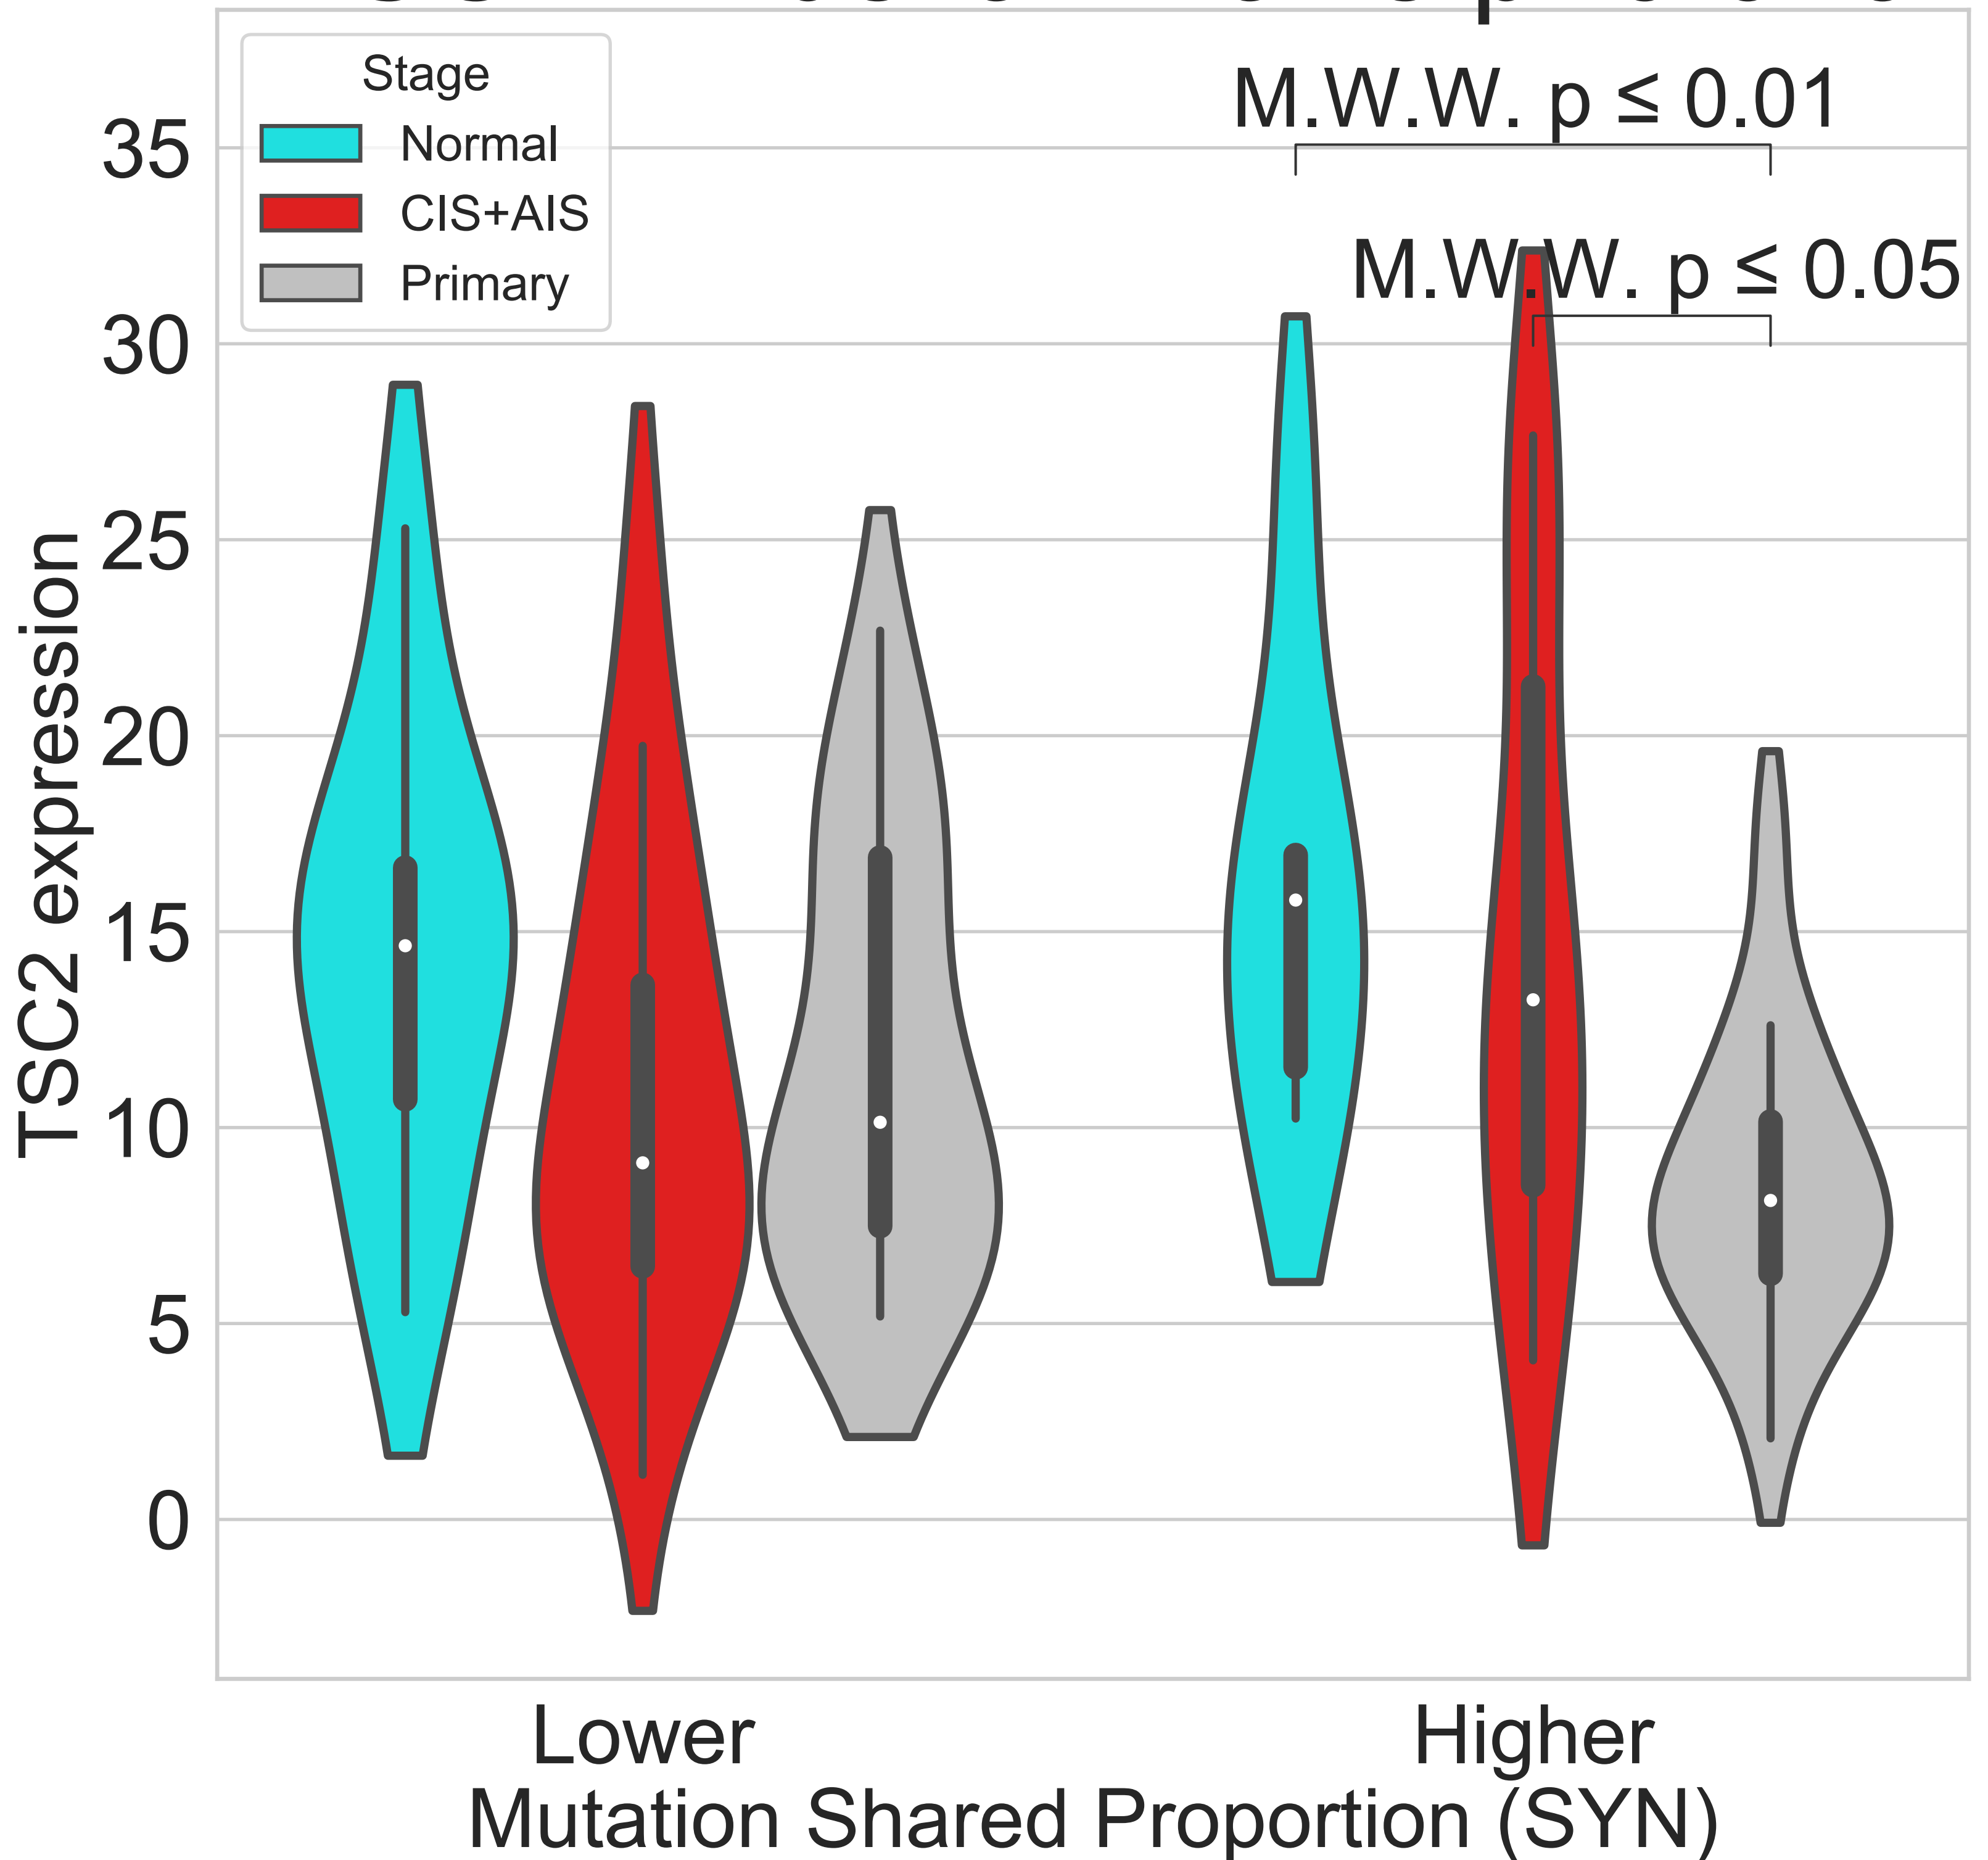 Stage
Normal
CIS+AIS
Primary
M.W.W. p ≤ 0.01
M.W.W. p ≤ 0.05
35
30
25
20
15
10
5
0
TSC2 expression
Lower
Higher
Mutation Shared Proportion (SYN)